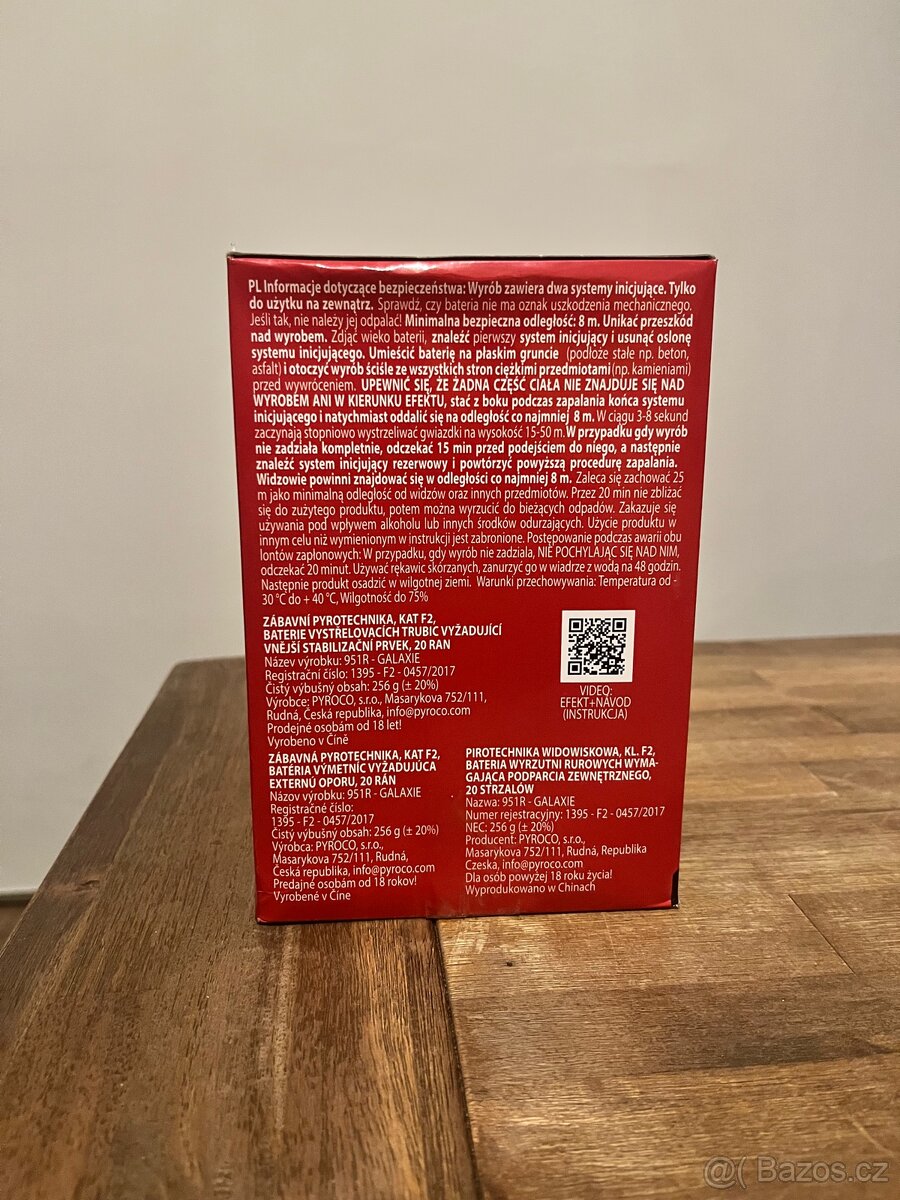 PL Informacje dotyczące bezpieczeństwa: Wyrób zawiera dwa systemy inicjujące. Tylko
do użytku na zewnątrz. Sprawdź, czy bateria nie ma oznak uszkodzenia mechanicznego.
Jeśli tak, nie należy jej odpalać! Minimalna bezpieczna odległość: 8 m. Unikać przeszkód
nad wyrobem. Zdjąć wieko baterii, znaleźć pierwszy system inicjujący i usunąć osłonę
systemu inicjującego. Umieścić baterię na płaskim gruncie (podłoże stałe np. beton,
asfalt) i otoczyć wyrób ściśle ze wszystkich stron ciężkimi przedmiotami (np. kamieniami)
przed wywróceniem. UPEWNIĆ SIĘ, ŻE ŻADNA CZĘŚĆ CIAŁA NIE ZNAJDUJE SIĘ NAD
WYROBEM ANI W KIERUNKU EFEKTU, stać z boku podczas zapalania końca systemu
inicjującego i natychmiast oddalić się na odległość co najmniej 8 m. W ciągu 3-8 sekund
zaczynają stopniowo wystrzeliwać gwiazdki na wysokość 15-50 m. W przypadku gdy wyrób
nie zadziała kompletnie, odczekać 15 min przed podejściem do niego, a następnie
znaleźć system inicjujący rezerwowy i powtórzyć powyższą procedurę zapalania.
Widzowie powinni znajdować się w odległości co najmniej 8 m. Zaleca się zachować 25
m jako minimalną odległość od widzów oraz innych przedmiotów. Przez 20 min nie zbliżać
się do zużytego produktu, potem można wyrzucić do bieżących odpadów. Zakazuje się
używania pod wpływem alkoholu lub innych środków odurzających. Użycie produktu w
innym celu niż wymienionym w instrukcji jest zabronione. Postępowanie podczas awarii obu
lontów zapłonowych: W przypadku, gdy wyrób nie zadziala, NIE POCHYLAJĄC SIĘ NAD NIM,
odczekać 20 minut. Używać rękawic skórzanych, zanurzyć go w wiadrze z wodą na 48 godzin.
Następnie produkt osadzić w wilgotnej ziemi. Warunki przechowywania: Temperatura od -
30 °C do + 40 °C, Wilgotność do 75%
ZÁBAVNÍ PYROTECHNIKA, KAT F2,
BATERIE VYSTŘELOVACÍCH TRUBIC VYŽADUJÍCÍ
VNĚJŠÍ STABILIZAČNÍ PRVEK, 20 RAN
Název výrobku: 951R - GALAXIE
Registrační číslo: 1395 - F2 - 0457/2017
Čistý výbušný obsah: 256 g (± 20%)
Výrobce: PYROCO, s.r.o., Masarykova 752/111,
Rudná, Česká republika, info@pyroco.com
Prodejné osobám od 18 let!
Vyrobeno v Číně
VIDEO:
EFEKT+NÁVOD
(INSTRUKCJA)
ZÁBAVNÁ PYROTECHNIKA, KAT F2,
BATÉRIA VÝMETNÍC VYŽADUJÚCA
EXTERNÚ OPORU, 20 RÁN
Názov výrobku: 951R - GALAXIE
Registračné číslo:
1395 - F2 - 0457/2017
Čistý výbušný obsah: 256 g (± 20%)
Výrobca: PYROCO, s.r.o.,
Masarykova 752/111, Rudná,
Česká republika, info@pyroco.com
Predajné osobám od 18 rokov!
Vyrobené v Číne
PIROTECHNIKA WIDOWISKOWA, KL. F2,
BATERIA WYRZUTNI RUROWYCH WYMA-
GAJĄCA PODPARCIA ZEWNĘTRZNEGO,
20 STRZALÓW
Nazwa: 951R - GALAXIE
Numer rejestracyjny: 1395 - F2 - 0457/2017
NEC: 256 g (± 20%)
Producent: PYROCO, s.r.o.,
Masarykova 752/111, Rudná, Republika
Czeska, info@pyroco.com
Dla osób powyżej 18 roku życia!
Wyprodukowano w Chinach
@( Bazoš.cz